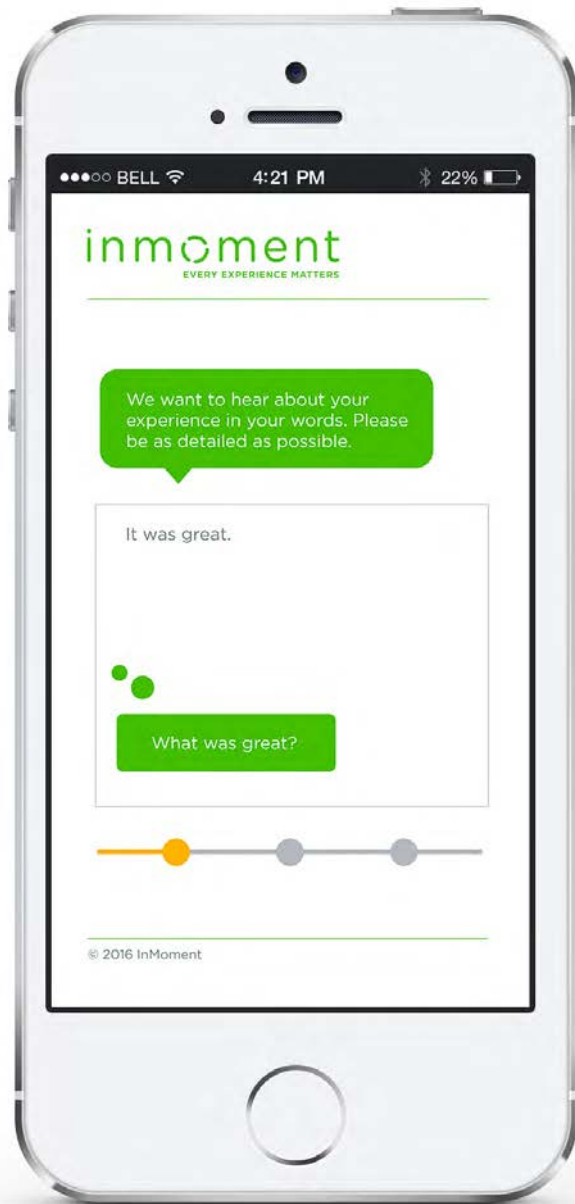 BELL 4:21 PM 22%
inmoment
EVERY EXPERIENCE MATTERS
We want to hear about your
experience in your words. Please
be as detailed as possible.
It was great.
What was great?
© 2016 InMoment